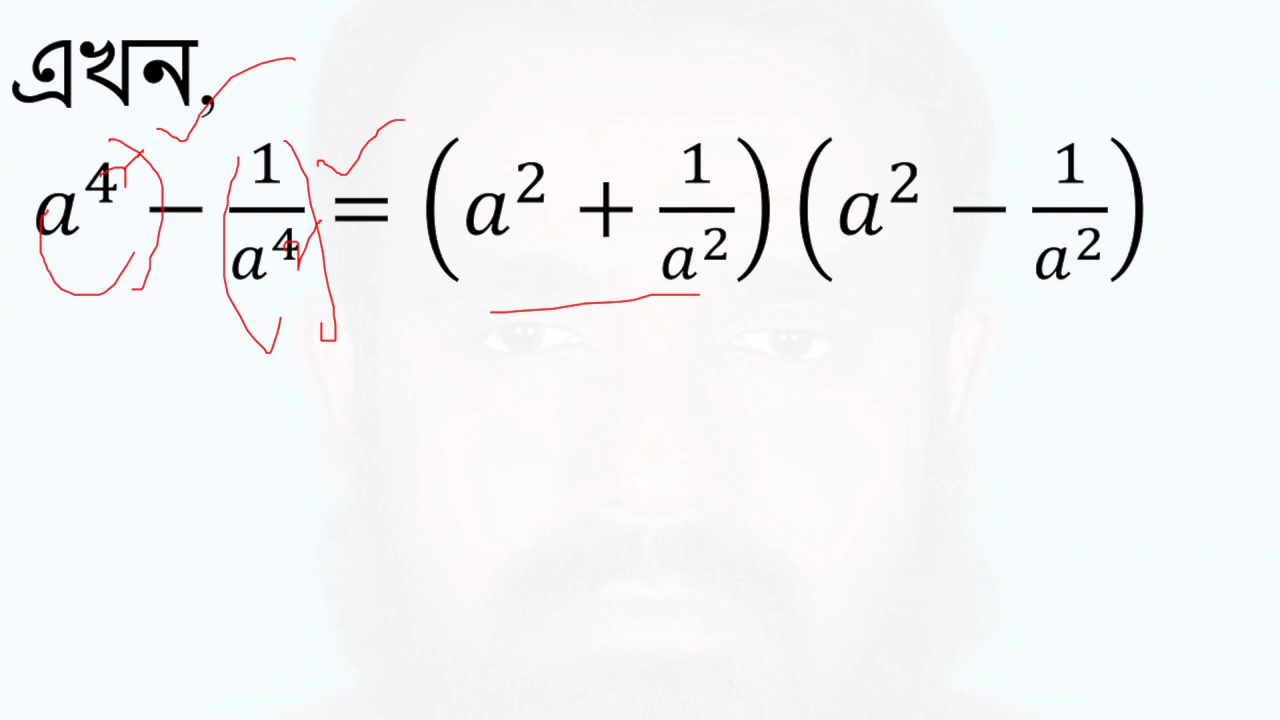 এখন,
a⁴ − 1/a⁴ = (a² + 1/a²)(a² − 1/a²)